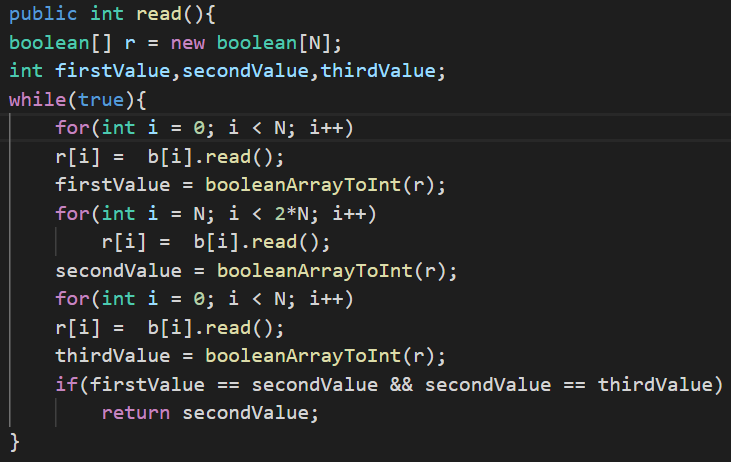 public int read(){
boolean[] r = new boolean[N];
int firstValue,secondValue,thirdValue;
while(true){
    for(int i = 0; i < N; i++)
    r[i] =  b[i].read();
    firstValue = booleanArrayToInt(r);
    for(int i = N; i < 2*N; i++)
        r[i] =  b[i].read();
    secondValue = booleanArrayToInt(r);
    for(int i = 0; i < N; i++)
    r[i] =  b[i].read();
    thirdValue = booleanArrayToInt(r);
    if(firstValue == secondValue && secondValue == thirdValue)
        return secondValue;
}